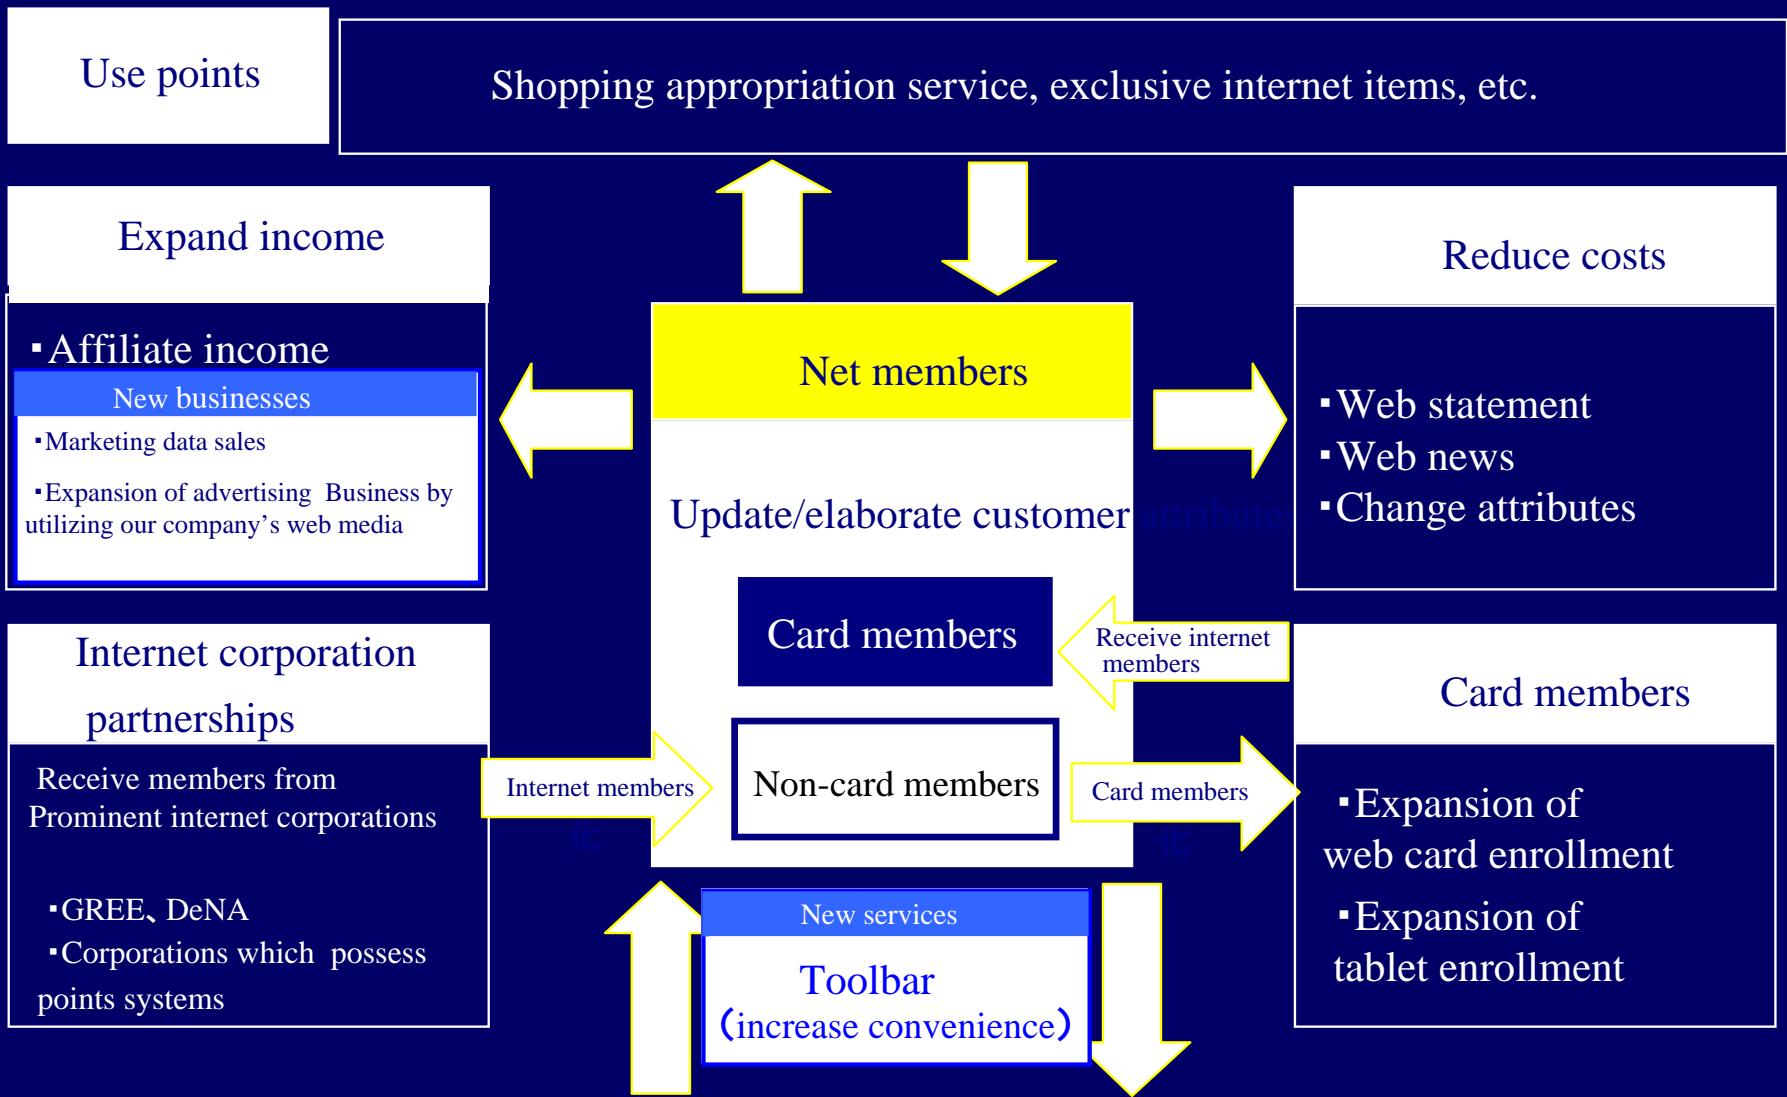 Use points
Shopping appropriation service, exclusive internet items, etc.
Expand income
▪Affiliate income
New businesses
▪Marketing data sales
▪Expansion of advertising Business by
utilizing our company’s web media
Net members
Update/elaborate customer attribute
Reduce costs
▪Web statement
▪Web news
▪Change attributes
Card members
Receive internet
members
Non-card members
Internet corporation
partnerships
Receive members from
Prominent internet corporations
▪GREE、DeNA
▪Corporations which possess
points systems
Internet members
化
Card members
化
Card members
▪Expansion of
web card enrollment
▪Expansion of
tablet enrollment
New services
Toolbar
（increase convenience）